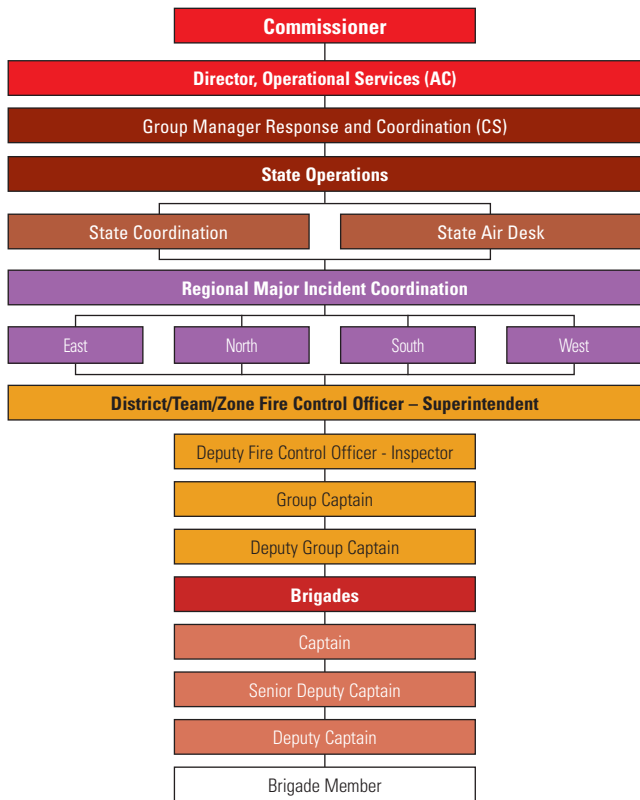 Commissioner
Director, Operational Services (AC)
Group Manager Response and Coordination (CS)
State Operations
State Coordination
State Air Desk
Regional Major Incident Coordination
East
North
South
West
District/Team/Zone Fire Control Officer – Superintendent
Deputy Fire Control Officer - Inspector
Group Captain
Deputy Group Captain
Brigades
Captain
Senior Deputy Captain
Deputy Captain
Brigade Member